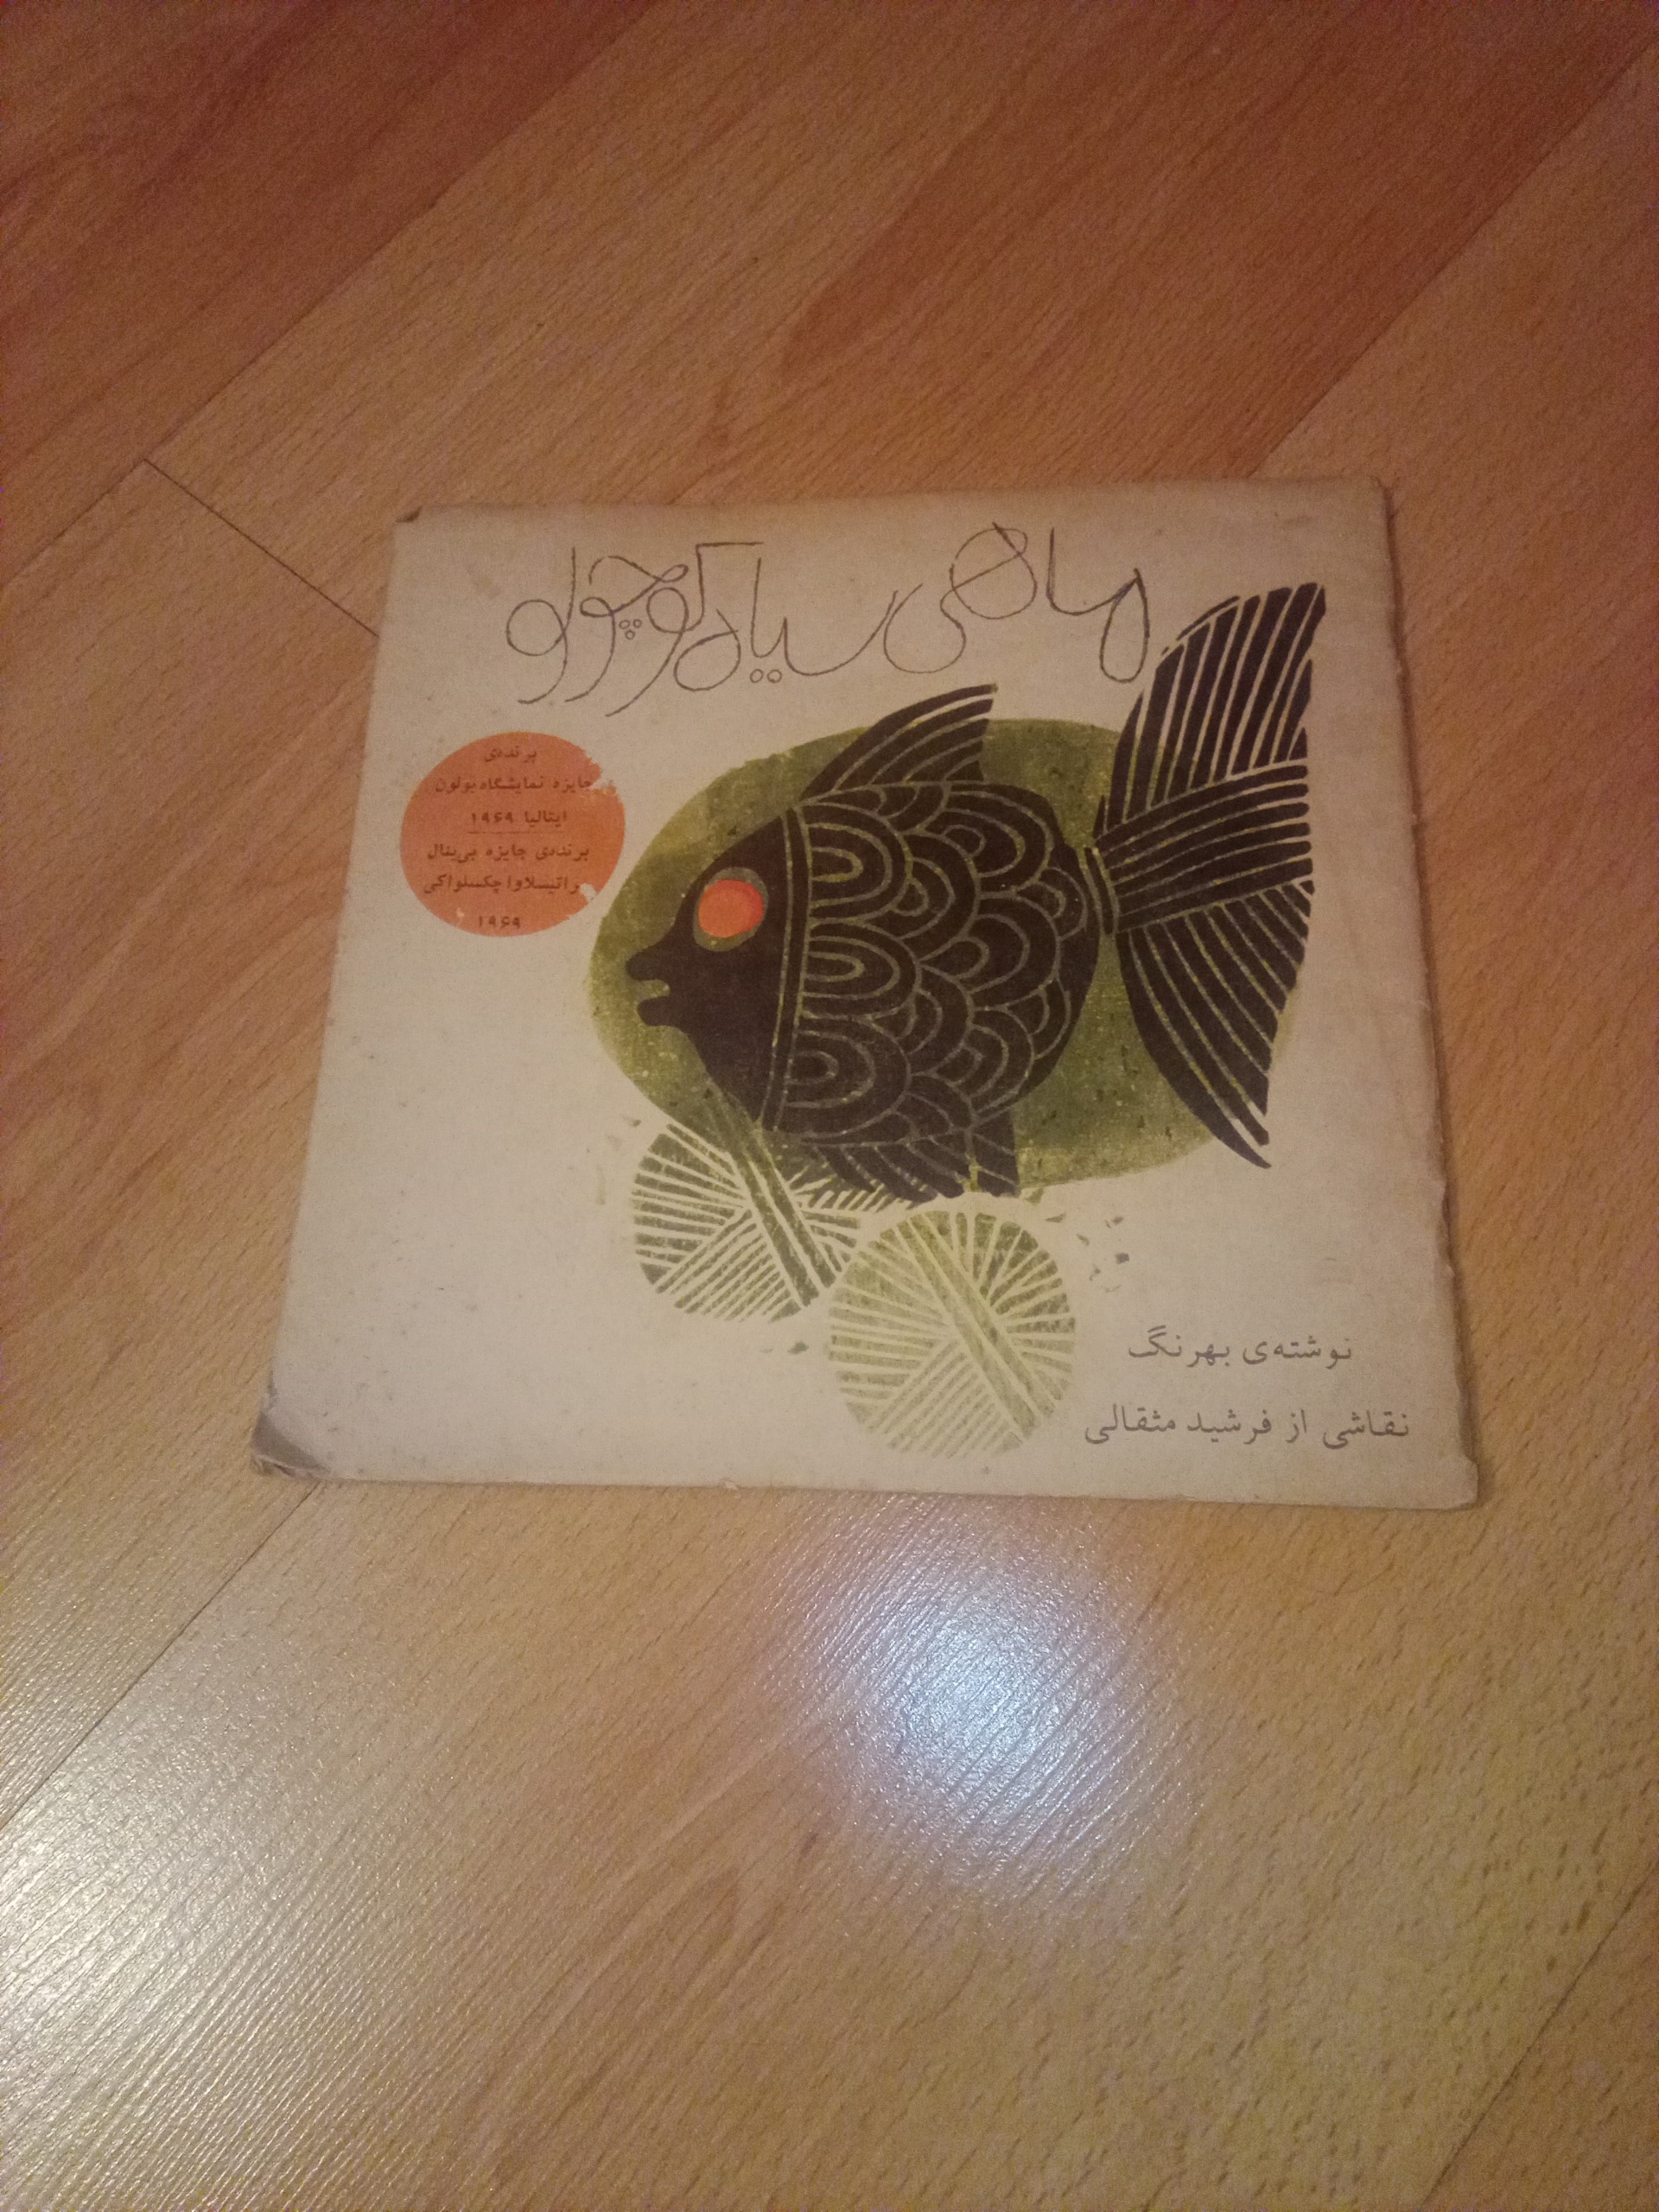 ماهی سیاه کوچولو
برنده‌ی
جایزه نمایشگاه بولون
ایتالیا ۱۹۶۹
برنده‌ی جایزه بی‌ینال
براتیسلاوا چکسلواکی
۱۹۶۹
نوشته‌ی بهرنگ
نقاشی از فرشید مثقالی